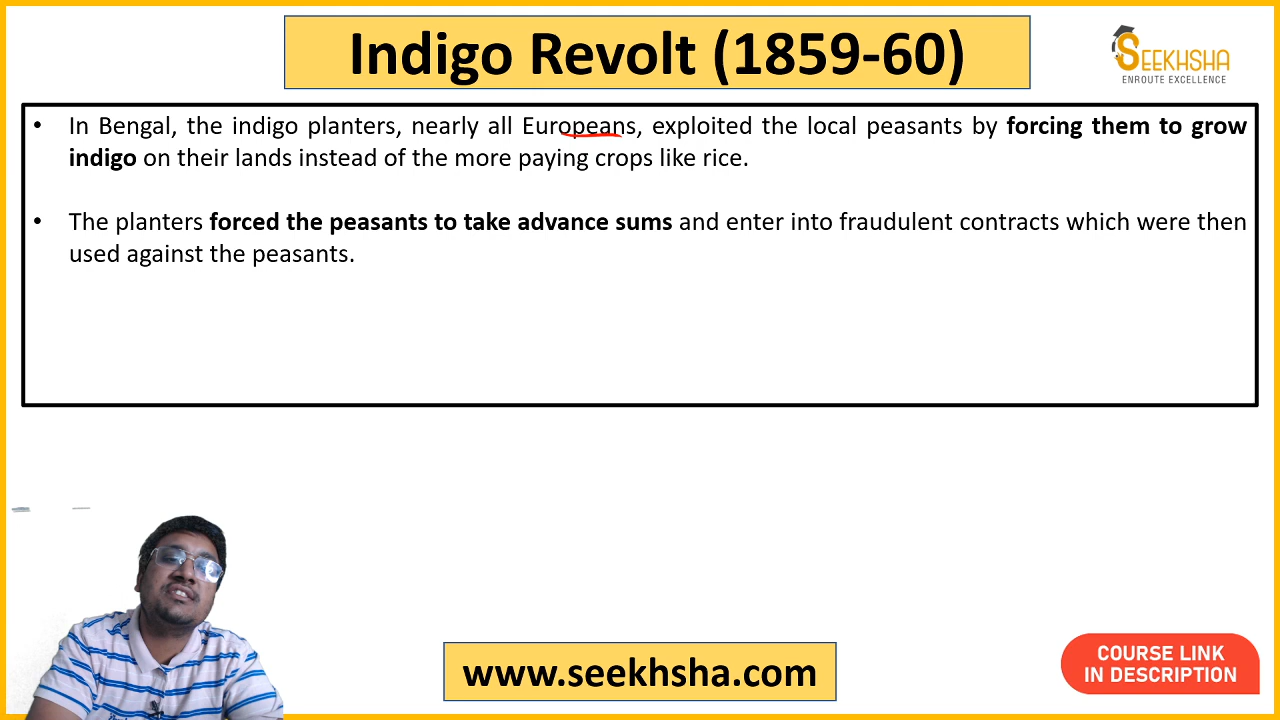 Indigo Revolt (1859-60)
SEEKHSHA
ENROUTE EXCELLENCE
• In Bengal, the indigo planters, nearly all Europeans, exploited the local peasants by forcing them to grow
indigo on their lands instead of the more paying crops like rice.
• The planters forced the peasants to take advance sums and enter into fraudulent contracts which were then
used against the peasants.
www.seekhsha.com
COURSE LINK
IN DESCRIPTION